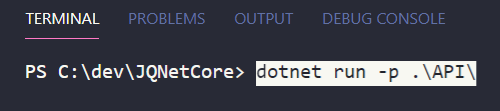 TERMINAL PROBLEMS OUTPUT DEBUG CONSOLE
PS C:\dev\JQNetCore> dotnet run -p .\API\